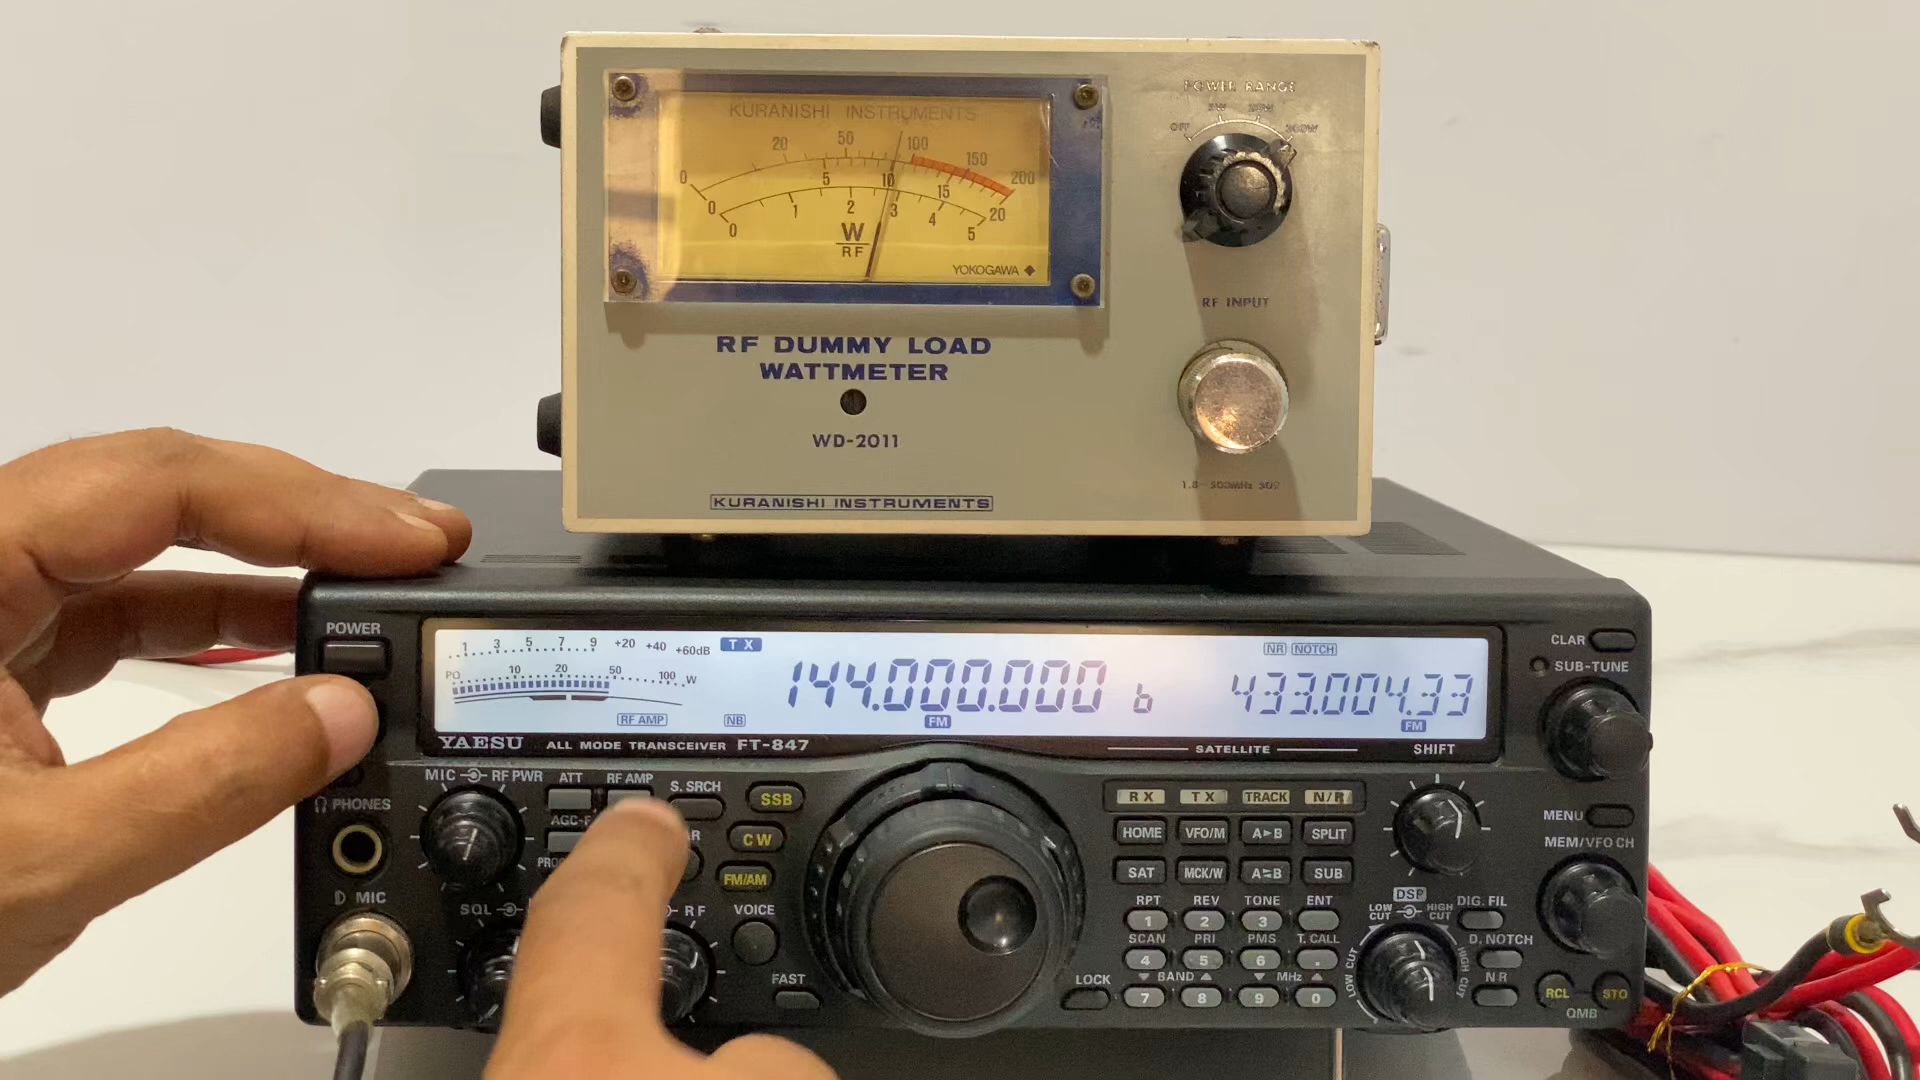 KURANISHI INSTRUMENTS
0 20 50 100 150 200
0 5 10 15 20
0 1 2 3 4 5
W
RF
YOKOGAWA
POWER RANGE
OFF 5W 20W 200W
RF INPUT
RF DUMMY LOAD
WATTMETER
WD-2011
KURANISHI INSTRUMENTS
POWER
1 3 5 7 9 +20 +40 +60dB
TX
PO 10 20 50 100 W
RF AMP
NB
144.000.000
b
FM
NR NOTCH
433.004.33
FM
YAESU ALL MODE TRANSCEIVER FT-847
SATELLITE
SHIFT
CLAR
SUB-TUNE
MIC RF PWR ATT RF AMP S. SRCH
SSB
CW
FM/AM
PHONES
MIC
SQL
RF
VOICE
FAST
LOCK
RX TX TRACK N/R
HOME VFO/M A▶B SPLIT
SAT MCK/W A=B SUB
RPT REV TONE ENT
1 2 3
SCAN PRI PMS T.CALL
4 5 6 .
▼ BAND ▲ ▼ MHz ▲
7 8 9 0
MENU
MEM/VFO CH
DSP
LOW CUT HIGH CUT
DIG. FIL
D. NOTCH
NR
LOW CUT HIGH CUT
RCL STO
QMB